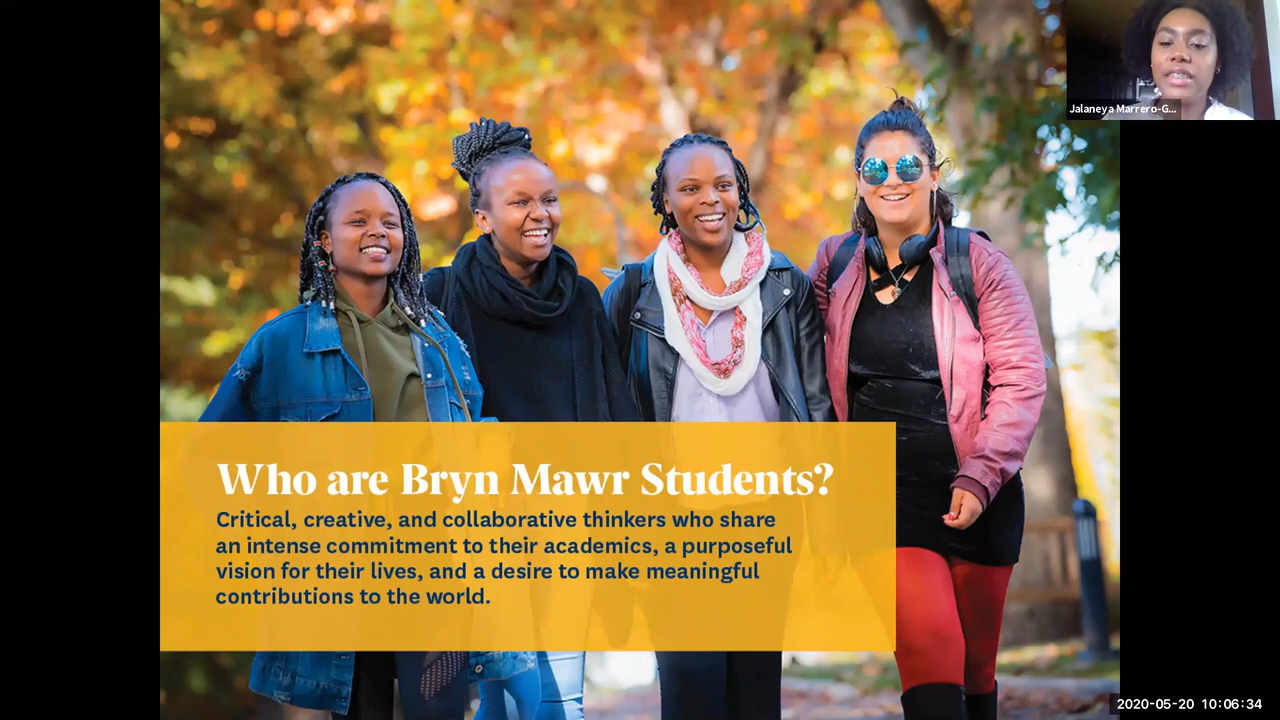 Jalaneya Marrero-G...
Who are Bryn Mawr Students?
Critical, creative, and collaborative thinkers who share
an intense commitment to their academics, a purposeful
vision for their lives, and a desire to make meaningful
contributions to the world.
2020-05-20 10:06:34